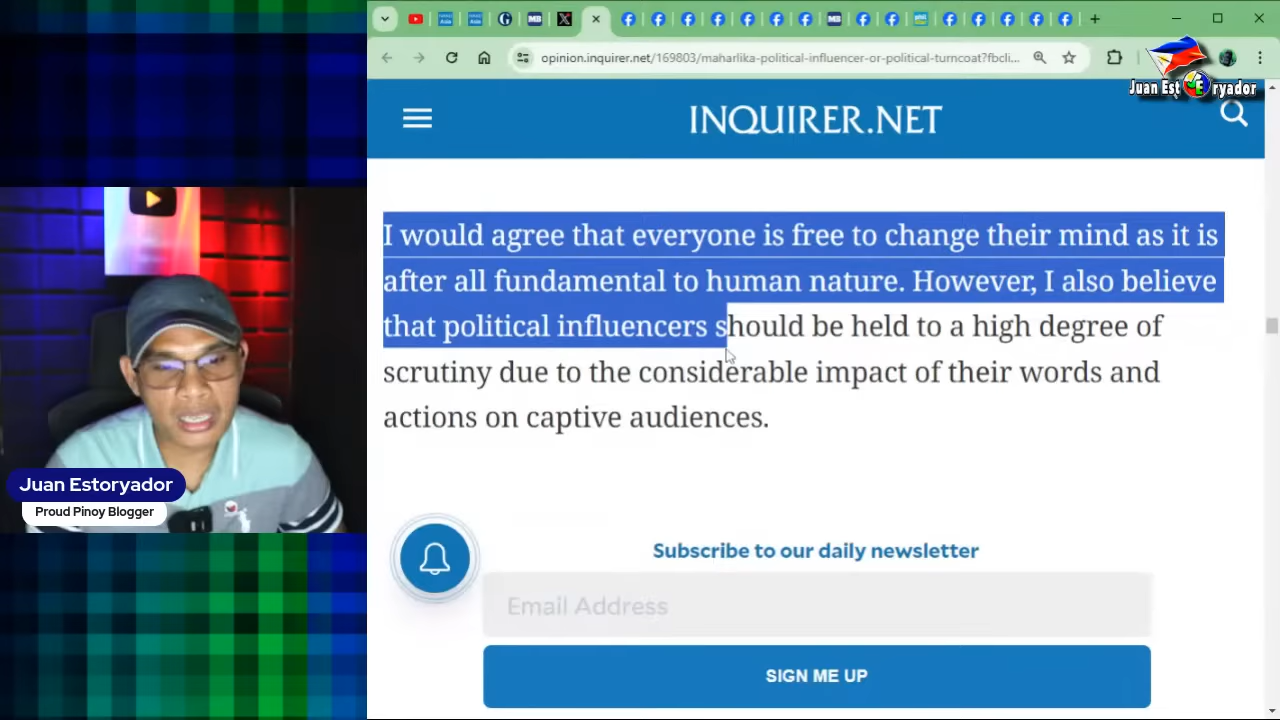 opinion.inquirer.net/169803/maharlika-political-influencer-or-political-turncoat?fbcli...
Juan Estoryador
INQUIRER.NET
I would agree that everyone is free to change their mind as it is
after all fundamental to human nature. However, I also believe
that political influencers should be held to a high degree of
scrutiny due to the considerable impact of their words and
actions on captive audiences.
Juan Estoryador
Proud Pinoy Blogger
Subscribe to our daily newsletter
Email Address
SIGN ME UP